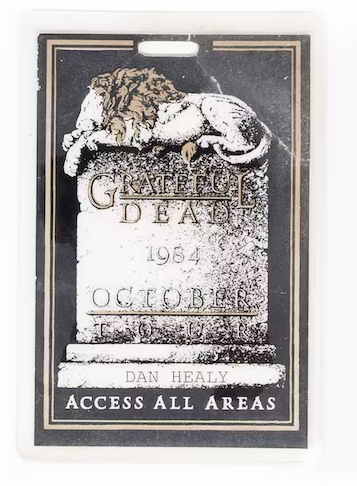 GRATEFUL
DEAD
1984
OCTOBER
TOUR
DAN HEALY
ACCESS ALL AREAS